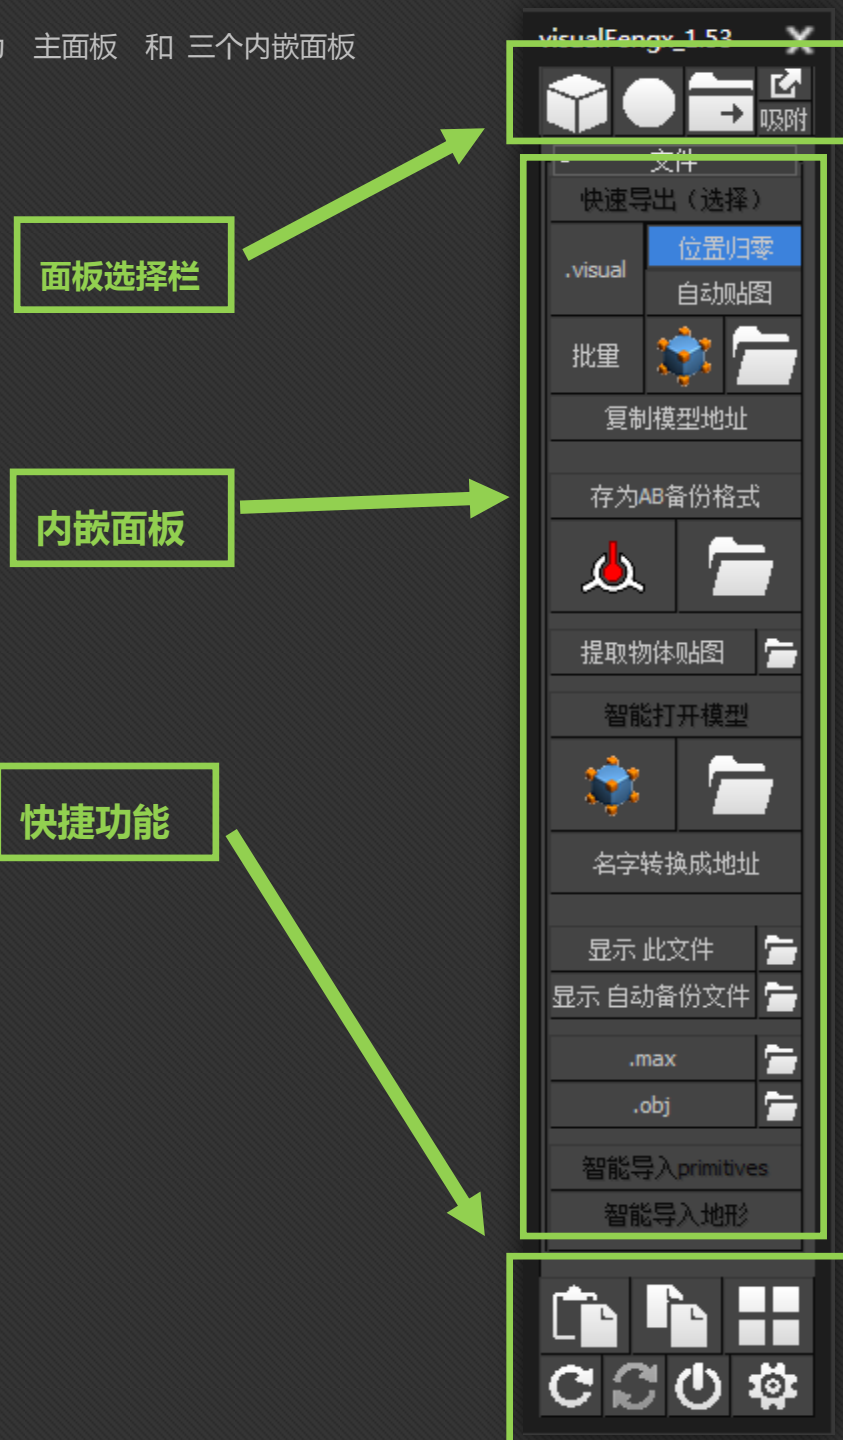 主面板 和 三个内嵌面板
visualFengx_1.53
吸附
面板选择栏
文件
快速导出（选择）
.visual
位置归零
自动贴图
批量
复制模型地址
内嵌面板
存为AB备份格式
提取物体贴图
智能打开模型
快捷功能
名字转换成地址
显示 此文件
显示 自动备份文件
.max
.obj
智能导入primitives
智能导入地形